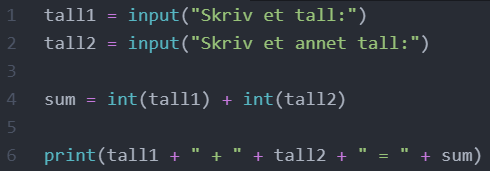 1 tall1 = input("Skriv et tall:")
2 tall2 = input("Skriv et annet tall:")
3
4 sum = int(tall1) + int(tall2)
5
6 print(tall1 + " + " + tall2 + " = " + sum)